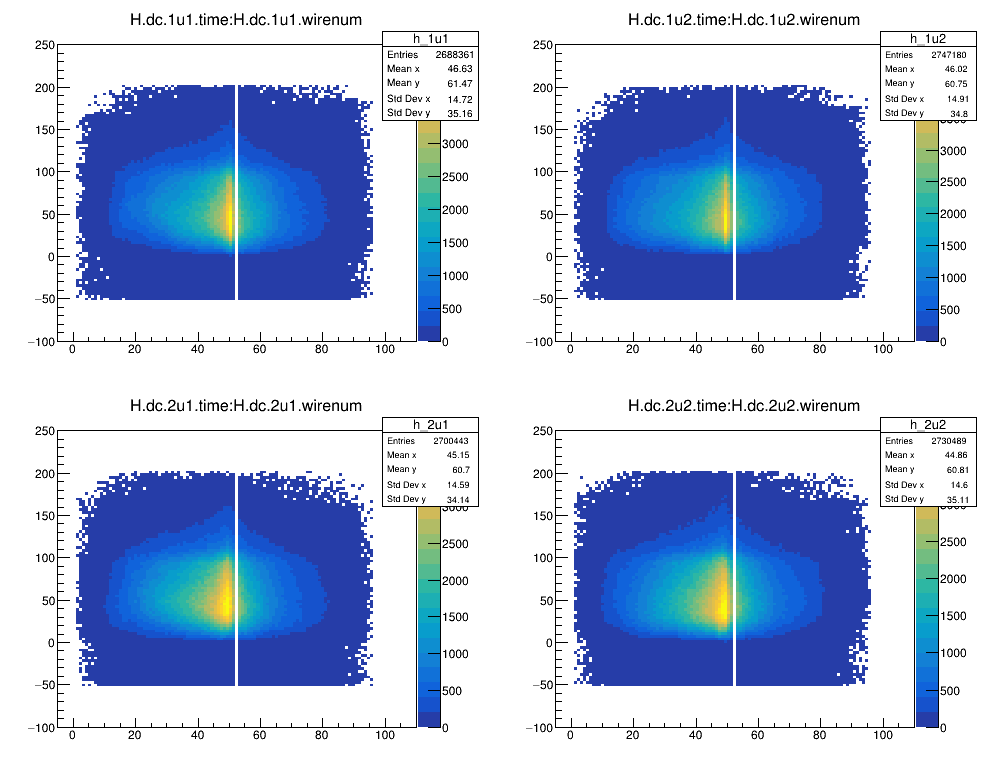 H.dc.1u1.time:H.dc.1u1.wirenum
h_1u1
Entries 2688361
Mean x 46.63
Mean y 61.47
Std Dev x 14.72
Std Dev y 35.16
250
200
150
100
50
0
−50
−100
0 20 40 60 80 100
3000
2500
2000
1500
1000
500
0
H.dc.1u2.time:H.dc.1u2.wirenum
h_1u2
Entries 2747180
Mean x 46.02
Mean y 60.75
Std Dev x 14.91
Std Dev y 34.8
250
200
150
100
50
0
−50
−100
0 20 40 60 80 100
3500
3000
2500
2000
1500
1000
500
0
H.dc.2u1.time:H.dc.2u1.wirenum
h_2u1
Entries 2700443
Mean x 45.15
Mean y 60.7
Std Dev x 14.59
Std Dev y 34.14
250
200
150
100
50
0
−50
−100
0 20 40 60 80 100
3000
2500
2000
1500
1000
500
0
H.dc.2u2.time:H.dc.2u2.wirenum
h_2u2
Entries 2730489
Mean x 44.86
Mean y 60.81
Std Dev x 14.6
Std Dev y 35.11
250
200
150
100
50
0
−50
−100
0 20 40 60 80 100
3000
2500
2000
1500
1000
500
0